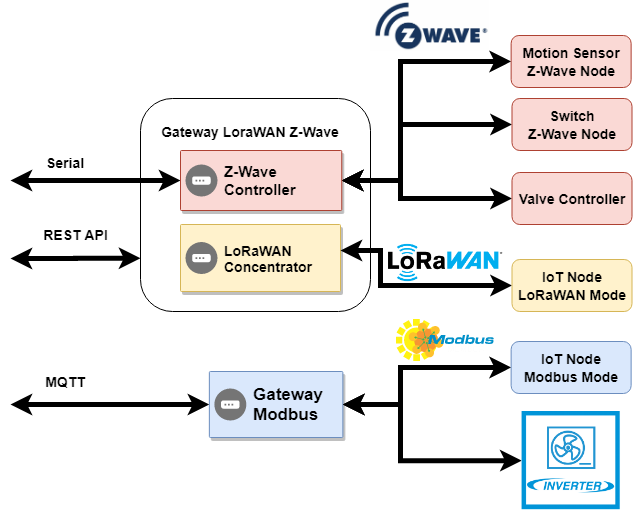 Z WAVE®
Motion Sensor
Z-Wave Node
Switch
Z-Wave Node
Gateway LoraWAN Z-Wave
Serial
Z-Wave
Controller
Valve Controller
REST API
LoRaWAN
Concentrator
LoRaWAN
IoT Node
LoRaWAN Mode
Modbus
IoT Node
Modbus Mode
MQTT
Gateway
Modbus
INVERTER